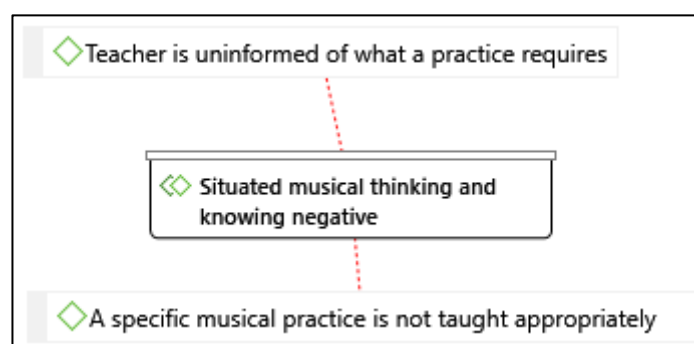 Teacher is uninformed of what a practice requires
Situated musical thinking and
knowing negative
A specific musical practice is not taught appropriately